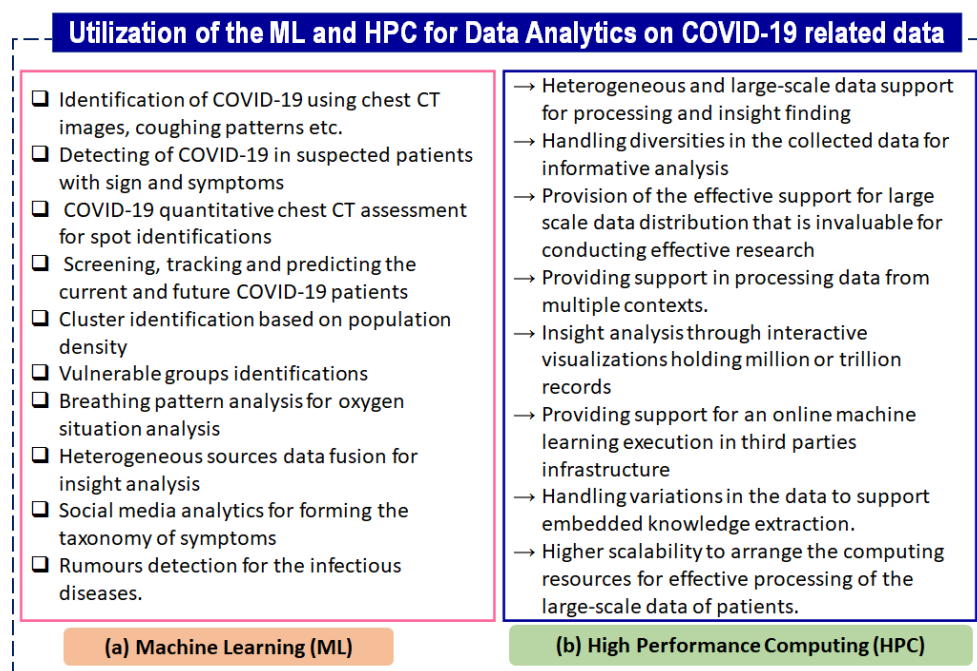 Utilization of the ML and HPC for Data Analytics on COVID-19 related data
❑ Identification of COVID-19 using chest CT
images, coughing patterns etc.
❑ Detecting of COVID-19 in suspected patients
with sign and symptoms
❑ COVID-19 quantitative chest CT assessment
for spot identifications
❑ Screening, tracking and predicting the
current and future COVID-19 patients
❑ Cluster identification based on population
density
❑ Vulnerable groups identifications
❑ Breathing pattern analysis for oxygen
situation analysis
❑ Heterogeneous sources data fusion for
insight analysis
❑ Social media analytics for forming the
taxonomy of symptoms
❑ Rumours detection for the infectious
diseases.
(a) Machine Learning (ML)
→ Heterogeneous and large-scale data support
for processing and insight finding
→ Handling diversities in the collected data for
informative analysis
→ Provision of the effective support for large
scale data distribution that is invaluable for
conducting effective research
→ Providing support in processing data from
multiple contexts.
→ Insight analysis through interactive
visualizations holding million or trillion
records
→ Providing support for an online machine
learning execution in third parties
infrastructure
→ Handling variations in the data to support
embedded knowledge extraction.
→ Higher scalability to arrange the computing
resources for effective processing of the
large-scale data of patients.
(b) High Performance Computing (HPC)